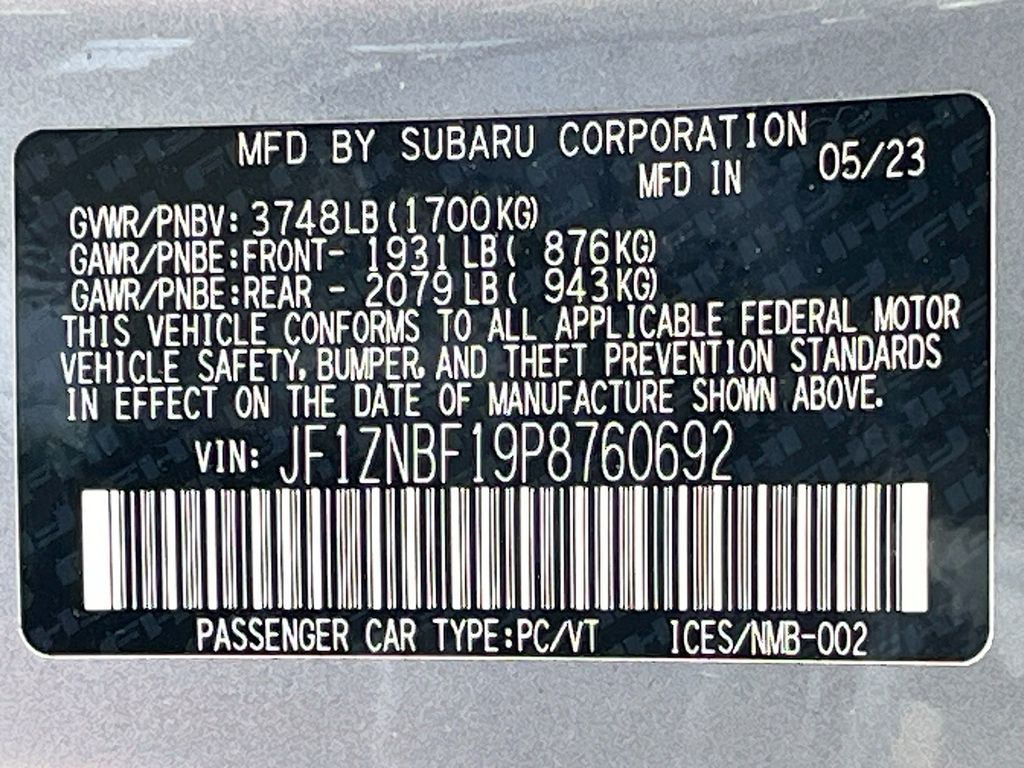 MFD BY SUBARU CORPORATION
MFD IN 05/23
GVWR/PNBV: 3748LB(1700KG)
GAWR/PNBE:FRONT- 1931LB( 876KG)
GAWR/PNBE:REAR - 2079LB( 943KG)
THIS VEHICLE CONFORMS TO ALL APPLICABLE FEDERAL MOTOR
VEHICLE SAFETY, BUMPER, AND THEFT PREVENTION STANDARDS
IN EFFECT ON THE DATE OF MANUFACTURE SHOWN ABOVE.
VIN: JF1ZNBF19P8760692
PASSENGER CAR TYPE:PC/VT ICES/NMB-002